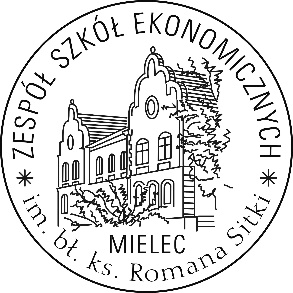 * ZESPÓŁ SZKÓŁ EKONOMICZNYCH *
MIELEC
im. bł. ks. Romana Sitki